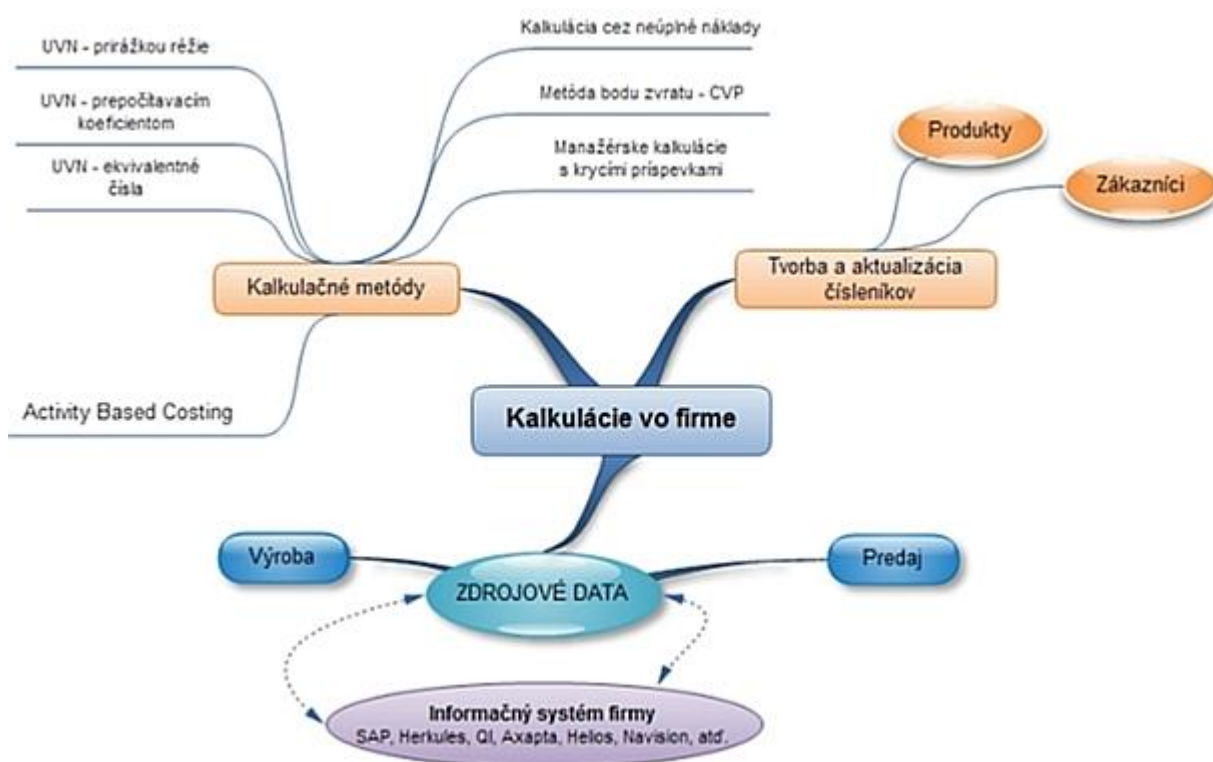 UVN - prirážkou réžie
UVN - prepočítavacím
koeficientom
UVN - ekvivalentné
čísla
Kalkulácia cez neúplné náklady
Metóda bodu zvratu - CVP
Manažérske kalkulácie
s krycími príspevkami
Produkty
Zákazníci
Kalkulačné metódy
Tvorba a aktualizácia
čísleníkov
Activity Based Costing
Kalkulácie vo firme
Výroba
Predaj
ZDROJOVÉ DATA
Informačný systém firmy
SAP, Herkules, QI, Axapta, Helios, Navision, atď.